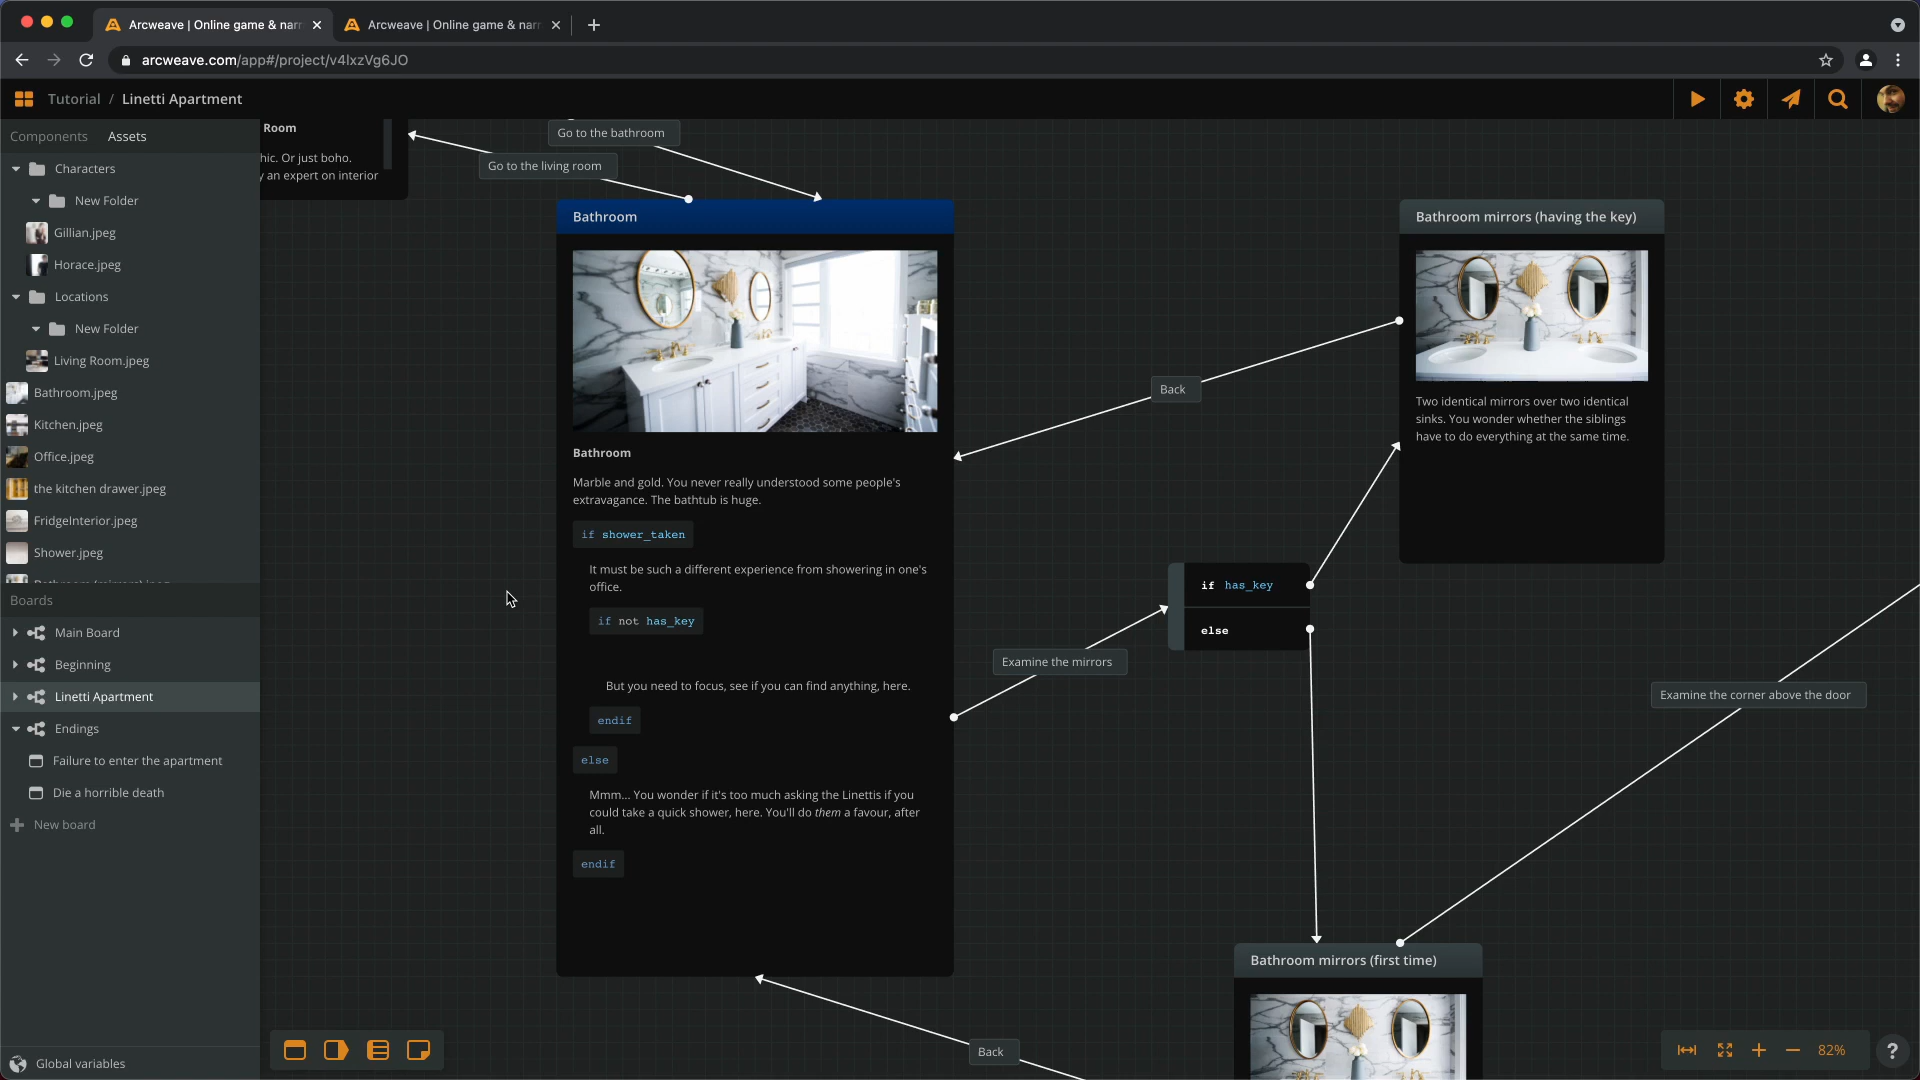 Arcweave | Online game & narr
Arcweave | Online game & narr
arcweave.com/app#/project/v4lxzVg6JO
Tutorial / Linetti Apartment
Components
Assets
Characters
New Folder
Gillian.jpeg
Horace.jpeg
Locations
New Folder
Living Room.jpeg
Bathroom.jpeg
Kitchen.jpeg
Office.jpeg
the kitchen drawer.jpeg
FridgeInterior.jpeg
Shower.jpeg
Boards
Main Board
Beginning
Linetti Apartment
Endings
Failure to enter the apartment
Die a horrible death
New board
Global variables
Room
hic. Or just boho.
y an expert on interior
Go to the bathroom
Go to the living room
Bathroom
Bathroom
Marble and gold. You never really understood some people's
extravagance. The bathtub is huge.
if shower_taken
It must be such a different experience from showering in one's
office.
if not has_key
But you need to focus, see if you can find anything, here.
endif
else
Mmm... You wonder if it's too much asking the Linettis if you
could take a quick shower, here. You'll do them a favour, after
all.
endif
Back
Examine the mirrors
if has_key
else
Bathroom mirrors (having the key)
Two identical mirrors over two identical
sinks. You wonder whether the siblings
have to do everything at the same time.
Examine the corner above the door
Bathroom mirrors (first time)
Back
82%
?